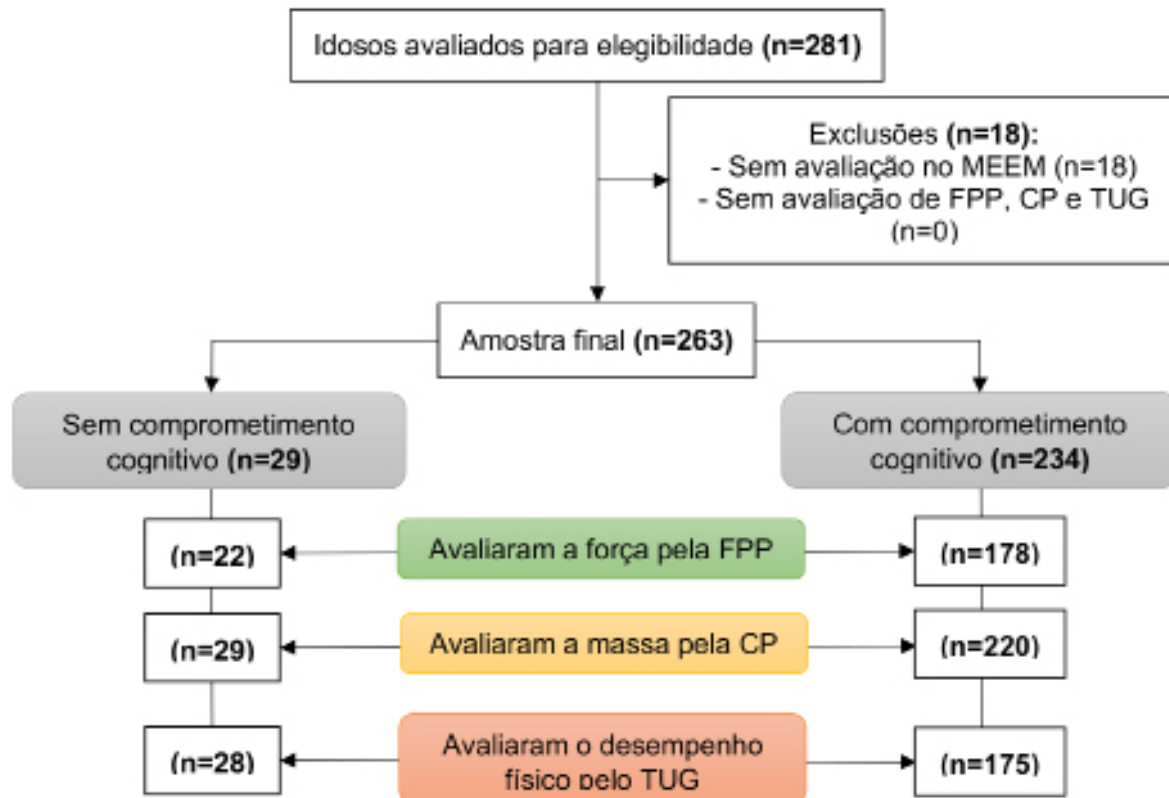 Idosos avaliados para elegibilidade (n=281)
Exclusões (n=18):
- Sem avaliação no MEEM (n=18)
- Sem avaliação de FPP, CP e TUG
(n=0)
Amostra final (n=263)
Sem comprometimento
cognitivo (n=29)
Com comprometimento
cognitivo (n=234)
(n=22)
Avaliaram a força pela FPP
(n=178)
(n=29)
Avaliaram a massa pela CP
(n=220)
(n=28)
Avaliaram o desempenho
físico pelo TUG
(n=175)